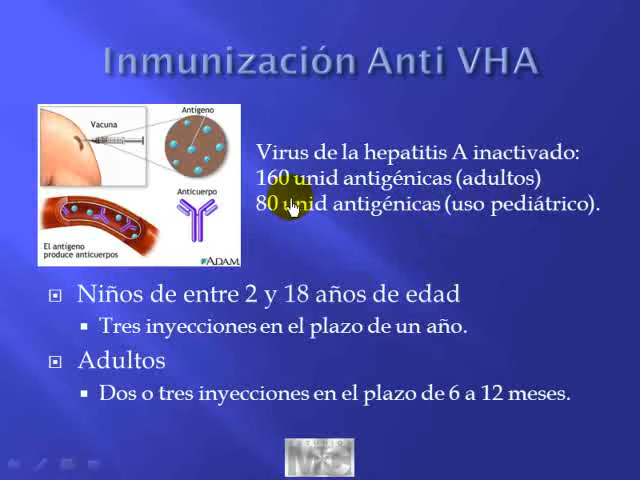 Inmunización Anti VHA
Vacuna
Antígeno
Anticuerpo
El antígeno
produce anticuerpos
ADAM.
Virus de la hepatitis A inactivado:
160 unid antigénicas (adultos)
80 unid antigénicas (uso pediátrico).
Niños de entre 2 y 18 años de edad
Tres inyecciones en el plazo de un año.
Adultos
Dos o tres inyecciones en el plazo de 6 a 12 meses.